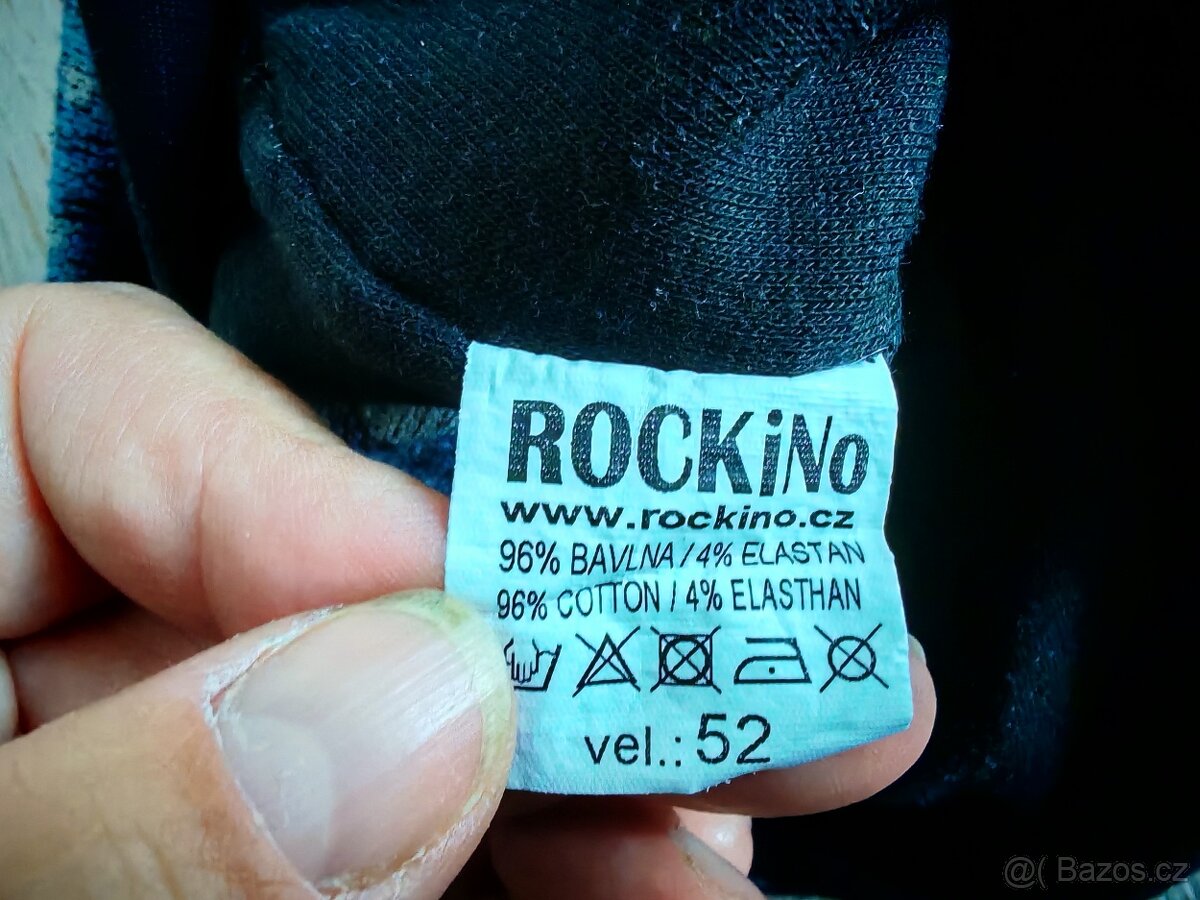 ROCKiNo
www.rockino.cz
96% BAVLNA / 4% ELASTAN
96% COTTON / 4% ELASTHAN
vel.: 52
@( Bazos.cz